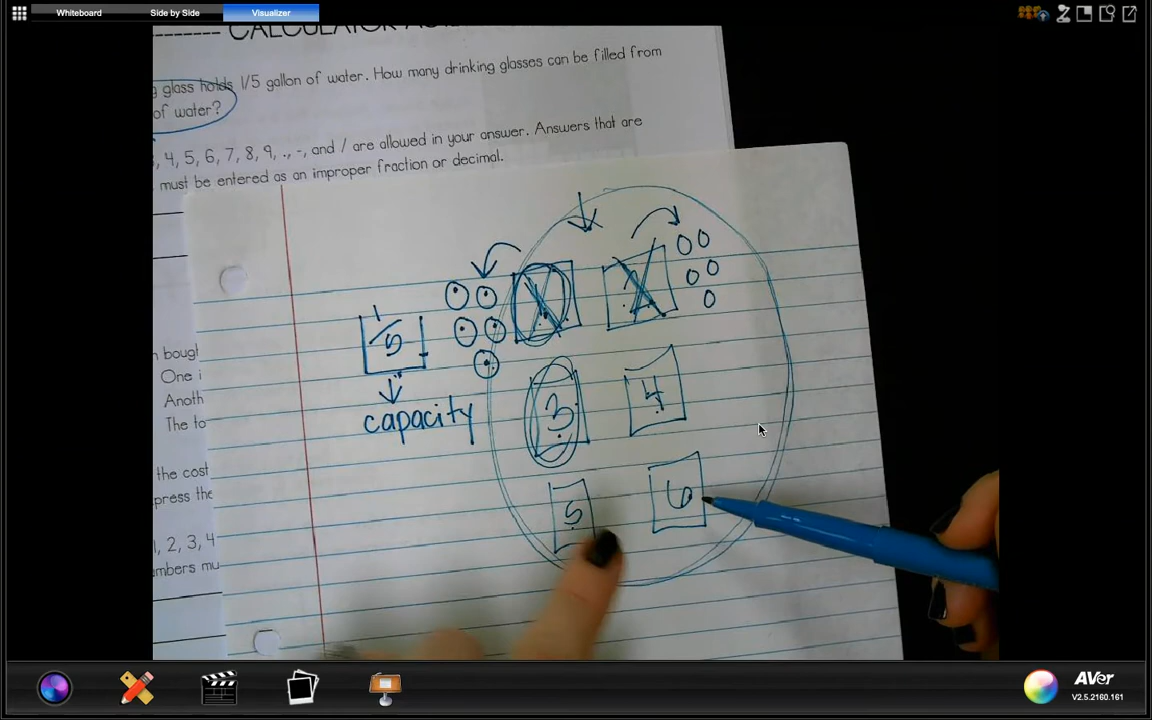 Whiteboard
Side by Side
Visualizer
CALCULATOR
glass holds 1/5 gallon of water. How many drinking glasses can be filled from
of water?
4, 5, 6, 7, 8, 9, ., -, and / are allowed in your answer. Answers that are
must be entered as an improper fraction or decimal.
1/5
capacity
3
4
5
6
bought
One i
Anoth
The to
the cost
press the
1, 2, 3, 4
mbers mu
AVer
V2.5.2160.161